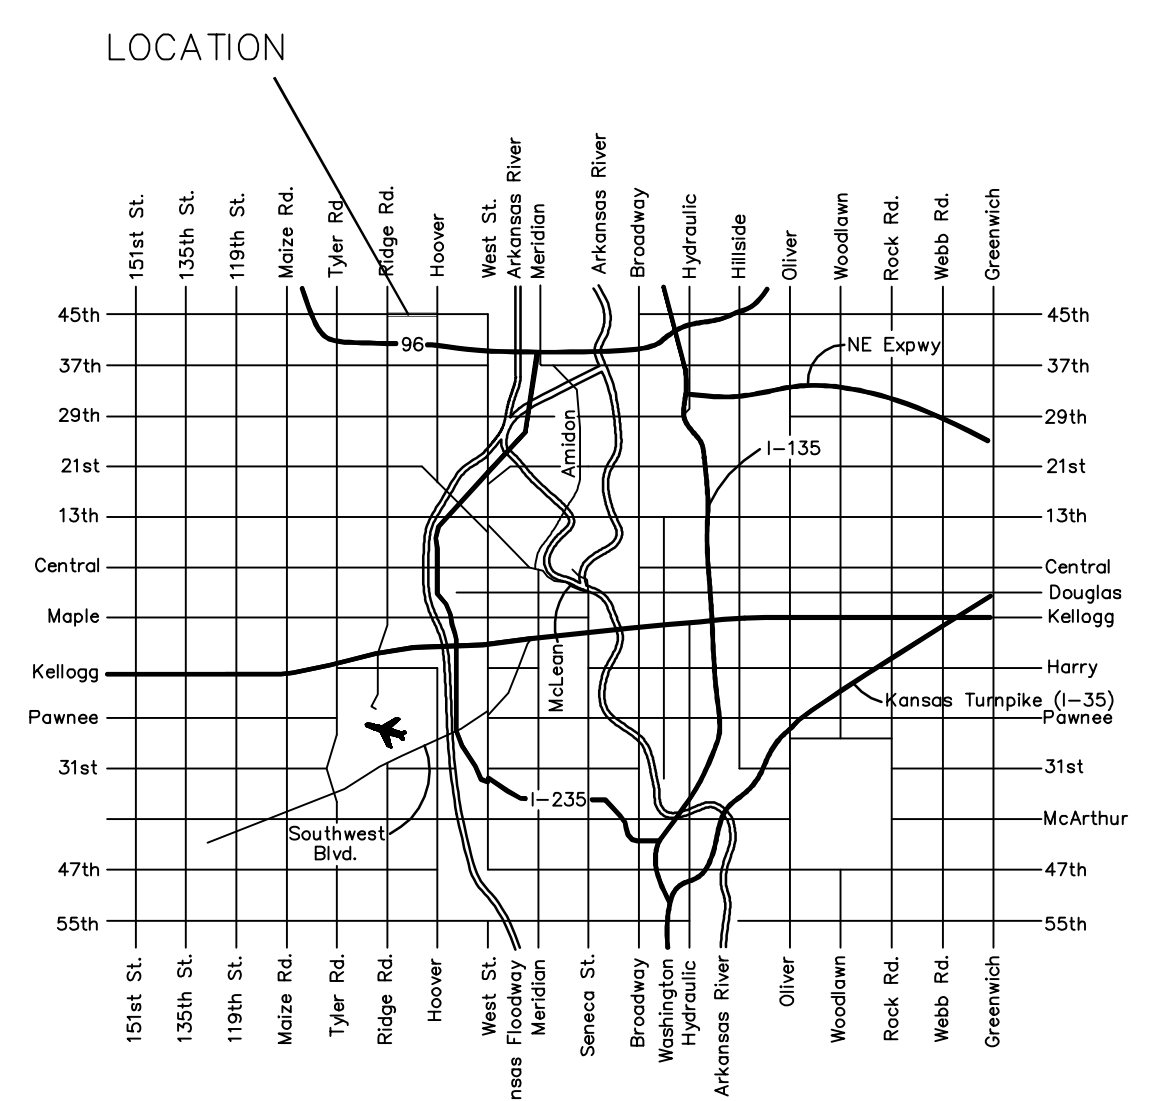 LOCATION
151st St.
135th St.
119th St.
Maize Rd.
Tyler Rd.
Ridge Rd.
Hoover
West St.
Arkansas River
Meridian
Arkansas River
Broadway
Hydraulic
Hillside
Oliver
Woodlawn
Rock Rd.
Webb Rd.
Greenwich
45th
45th
96
NE Expwy
37th
37th
29th
29th
Amidon
I-135
21st
21st
13th
13th
Central
Central
Douglas
Maple
Kellogg
Kellogg
Harry
McLean
Kansas Turnpike (I-35)
Pawnee
Pawnee
31st
31st
I-235
McArthur
Southwest
Blvd.
47th
47th
55th
55th
151st St.
135th St.
119th St.
Maize Rd.
Tyler Rd.
Ridge Rd.
Hoover
West St.
nsas Floodway
Meridian
Seneca St.
Broadway
Washington
Hydraulic
Arkansas River
Oliver
Woodlawn
Rock Rd.
Webb Rd.
Greenwich